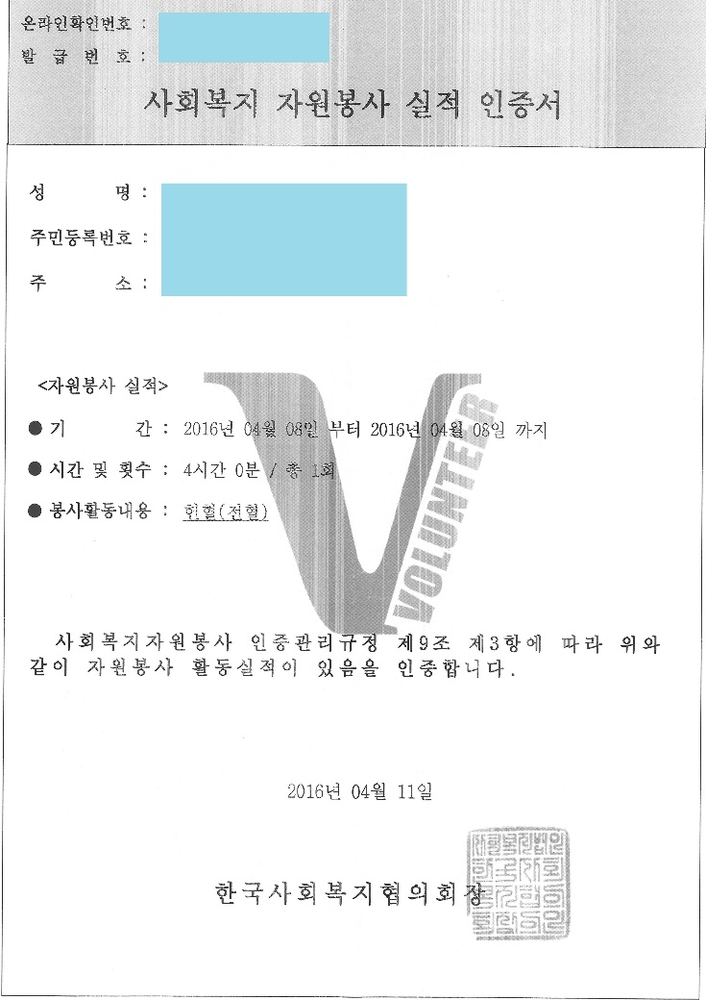 온라인확인번호 :
발 급 번 호 :
사회복지 자원봉사 실적 인증서
성 명 :
주민등록번호 :
주 소 :
<자원봉사 실적>
● 기 간 : 2016년 04월 08일 부터 2016년 04월 08일 까지
● 시간 및 횟수 : 4시간 0분 / 총 1회
● 봉사활동내용 : 헌혈(전혈)
VOLUNTEER
사회복지자원봉사 인증관리규정 제9조 제3항에 따라 위와
같이 자원봉사 활동실적이 있음을 인증합니다.
2016년 04월 11일
한국사회복지협의회장